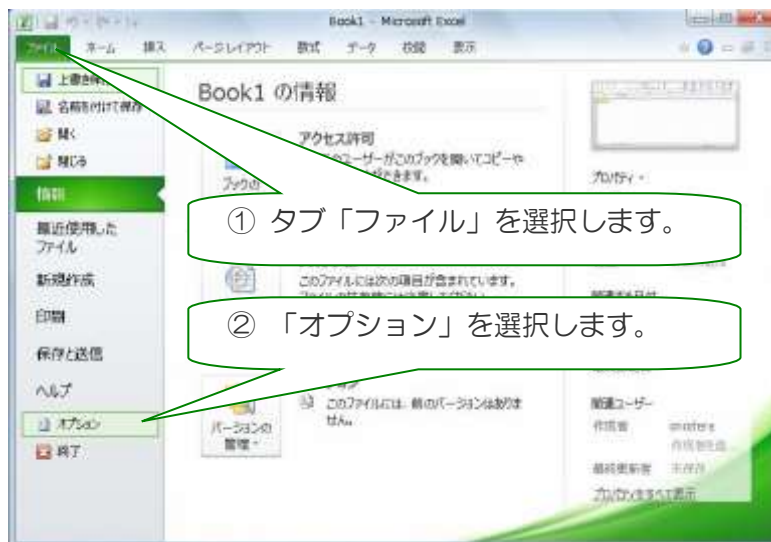 Book1 - Microsoft Excel
ファイル ホーム 挿入 ページレイアウト 数式 データ 校閲 表示
上書き保存
名前を付けて保存
開く
閉じる
情報
最近使用した
ファイル
新規作成
印刷
保存と送信
ヘルプ
オプション
終了
Book1 の情報
アクセス許可
ユーザーがこのブックを開いてコピーや
できます。
ブックの
① タブ「ファイル」を選択します。
このファイルには次の項目が含まれています。
② 「オプション」を選択します。
バージョンの
管理
このファイルには、前のバージョンはありま
せん。
プロパティ
関連ユーザー
作成者
最終更新者 未保存
プロパティをすべて表示